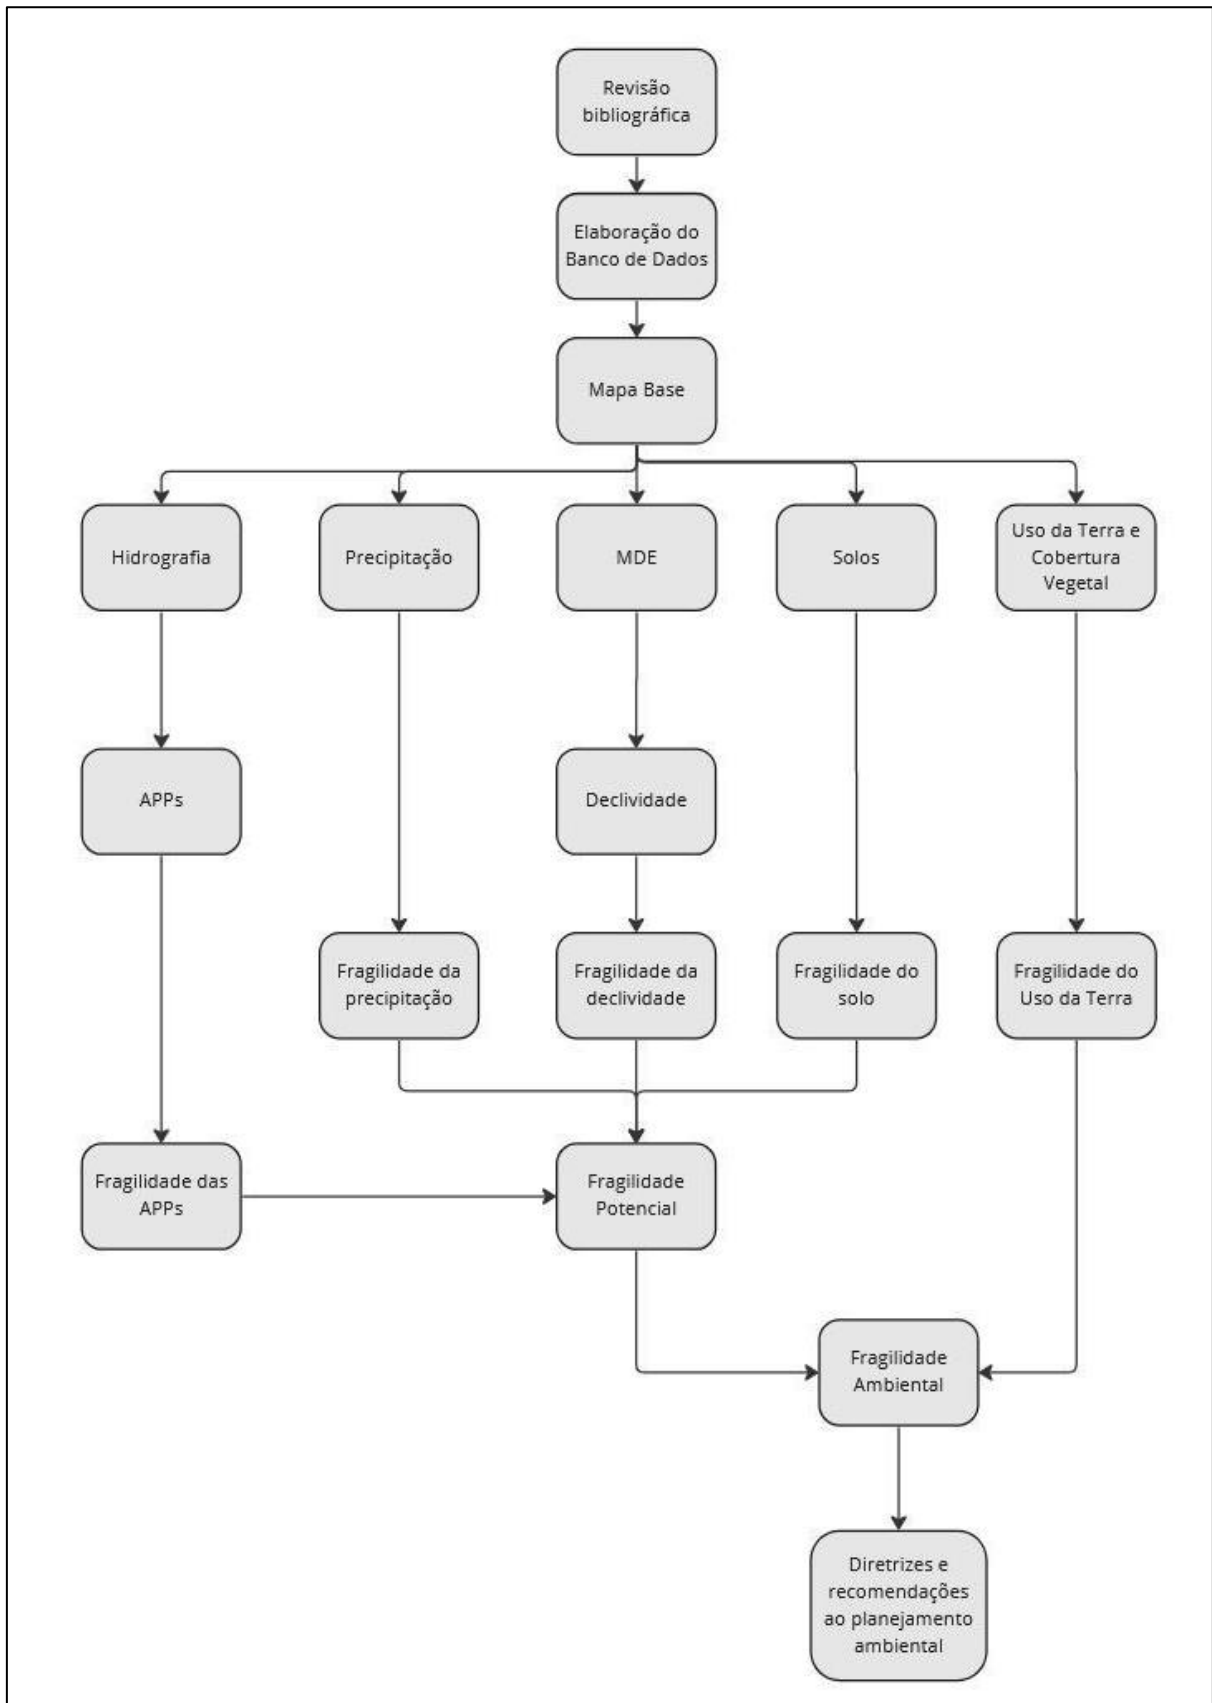 Revisão
bibliográfica
Elaboração do
Banco de Dados
Mapa Base
Hidrografia
Precipitação
MDE
Solos
Uso da Terra e
Cobertura
Vegetal
APPs
Declividade
Fragilidade da
precipitação
Fragilidade da
declividade
Fragilidade do
solo
Fragilidade do
Uso da Terra
Fragilidade das
APPs
Fragilidade
Potencial
Fragilidade
Ambiental
Diretrizes e
recomendações
ao planejamento
ambiental